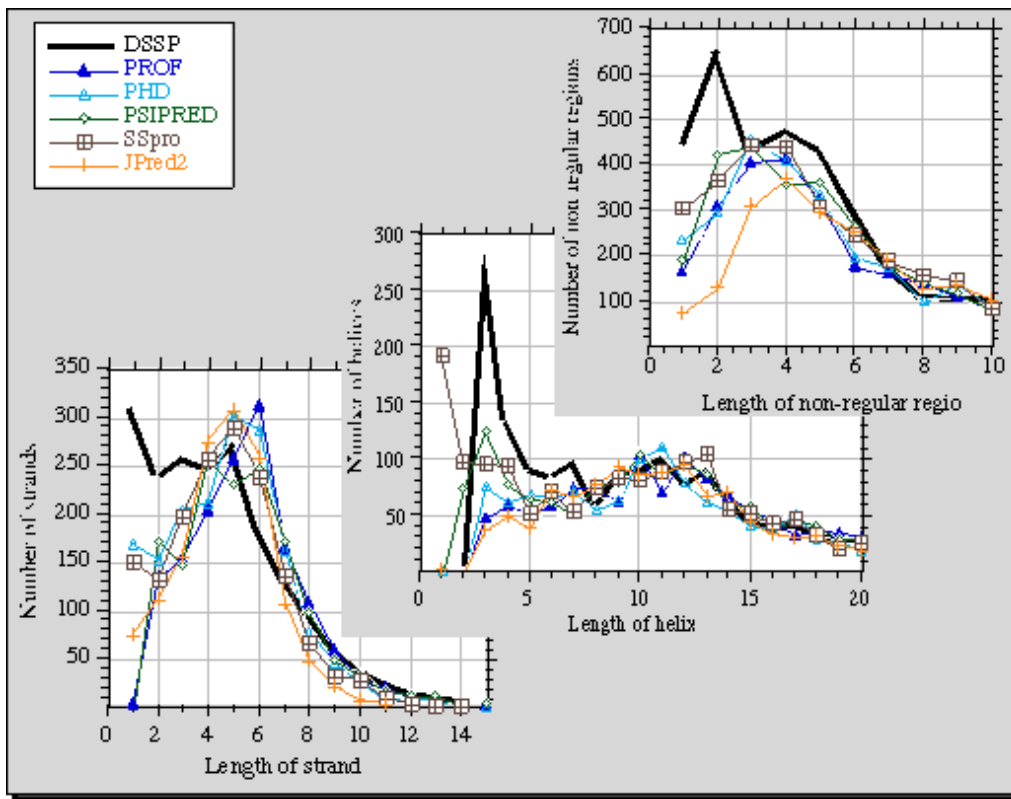 DSSP
PROF
PHD
PSIPRED
SSpro
JPred2
700
600
500
400
300
200
100
Number of non-regular regions
0 2 4 6 8 10
Length of non-regular regio
300
250
200
150
100
50
Number of helices
0 5 10 15 20
Length of helix
350
300
250
200
150
100
50
Number of strands
0 2 4 6 8 10 12 14
Length of strand